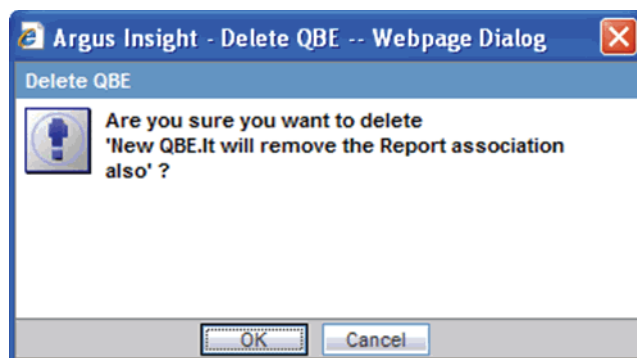 Argus Insight - Delete QBE -- Webpage Dialog
Delete QBE
Are you sure you want to delete
'New QBE.It will remove the Report association
also' ?
OK
Cancel